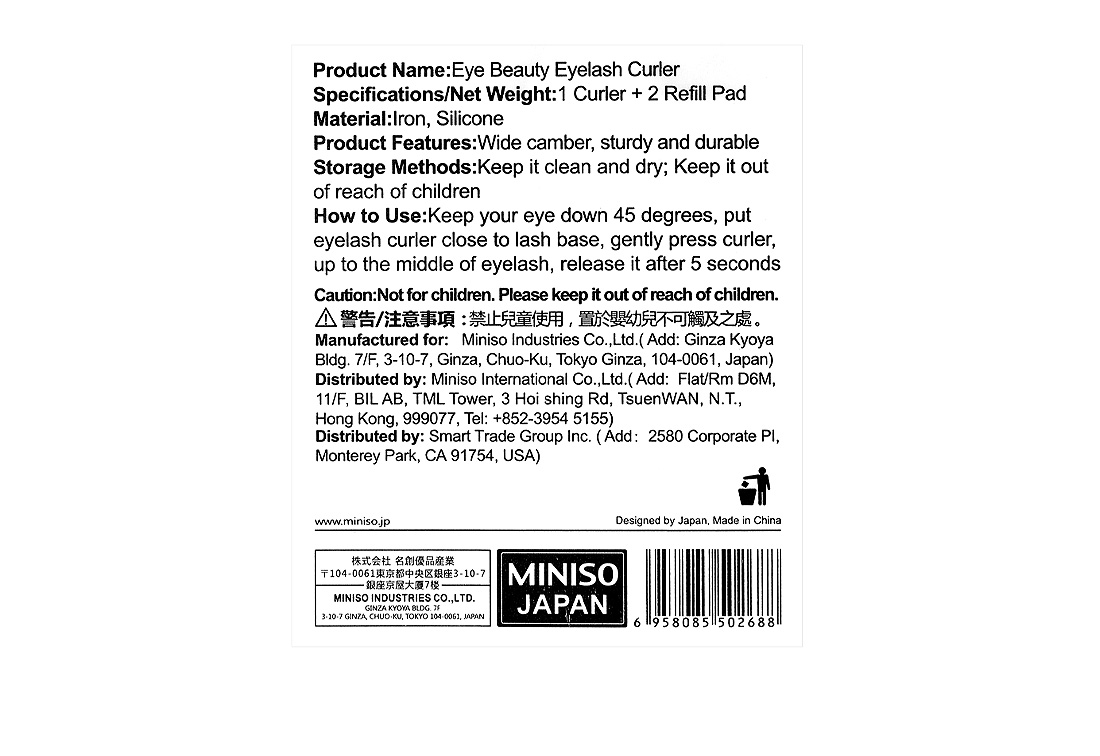 Product Name:Eye Beauty Eyelash Curler
Specifications/Net Weight:1 Curler + 2 Refill Pad
Material:Iron, Silicone
Product Features:Wide camber, sturdy and durable
Storage Methods:Keep it clean and dry; Keep it out
of reach of children
How to Use:Keep your eye down 45 degrees, put
eyelash curler close to lash base, gently press curler,
up to the middle of eyelash, release it after 5 seconds
Caution:Not for children. Please keep it out of reach of children.
⚠ 警告/注意事項：禁止兒童使用，置於嬰幼兒不可觸及之處。
Manufactured for: Miniso Industries Co.,Ltd.( Add: Ginza Kyoya
Bldg. 7/F, 3-10-7, Ginza, Chuo-Ku, Tokyo Ginza, 104-0061, Japan)
Distributed by: Miniso International Co.,Ltd.( Add: Flat/Rm D6M,
11/F, BIL AB, TML Tower, 3 Hoi shing Rd, TsuenWAN, N.T.,
Hong Kong, 999077, Tel: +852-3954 5155)
Distributed by: Smart Trade Group Inc. ( Add: 2580 Corporate Pl,
Monterey Park, CA 91754, USA)
www.miniso.jp
Designed by Japan, Made in China
株式会社 名創優品産業
〒104-0061東京都中央区銀座3-10-7
銀座京屋大厦7楼
MINISO INDUSTRIES CO.,LTD.
GINZA KYOYA BLDG. 7F
3-10-7 GINZA, CHUO-KU, TOKYO 104-0061, JAPAN
MINISO
JAPAN
6 958085 502688